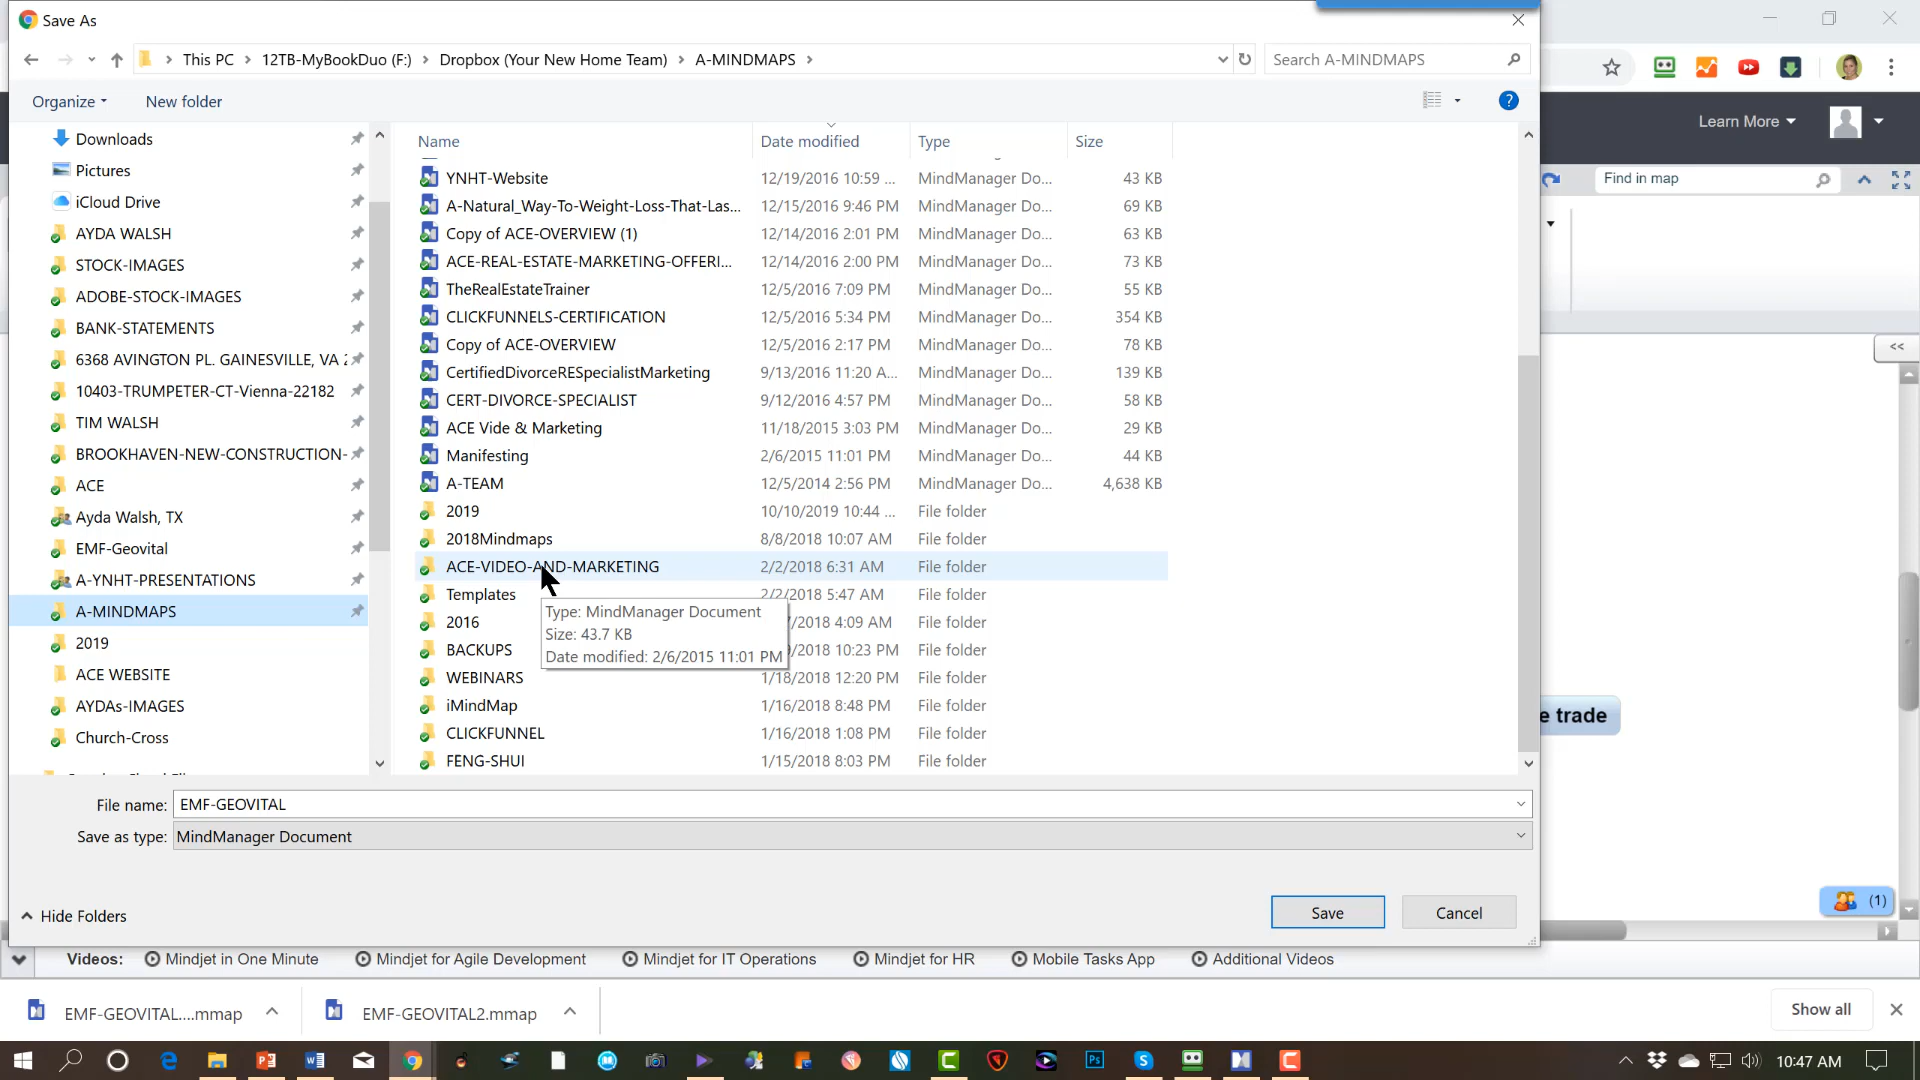 Save As
This PC > 12TB-MyBookDuo (F:) > Dropbox (Your New Home Team) > A-MINDMAPS >
Search A-MINDMAPS
Organize
New folder
?
Learn More
Find in map
Downloads
Pictures
iCloud Drive
AYDA WALSH
STOCK-IMAGES
ADOBE-STOCK-IMAGES
BANK-STATEMENTS
6368 AVINGTON PL. GAINESVILLE, VA 2
10403-TRUMPETER-CT-Vienna-22182
TIM WALSH
BROOKHAVEN-NEW-CONSTRUCTION-
ACE
Ayda Walsh, TX
EMF-Geovital
A-YNHT-PRESENTATIONS
A-MINDMAPS
2019
ACE WEBSITE
AYDAs-IMAGES
Church-Cross
Name Date modified Type Size
YNHT-Website 12/19/2016 10:59 ... MindManager Do... 43 KB
A-Natural_Way-To-Weight-Loss-That-Las... 12/15/2016 9:46 PM MindManager Do... 69 KB
Copy of ACE-OVERVIEW (1) 12/14/2016 2:01 PM MindManager Do... 63 KB
ACE-REAL-ESTATE-MARKETING-OFFERI... 12/14/2016 2:00 PM MindManager Do... 73 KB
TheRealEstateTrainer 12/5/2016 7:09 PM MindManager Do... 55 KB
CLICKFUNNELS-CERTIFICATION 12/5/2016 5:34 PM MindManager Do... 354 KB
Copy of ACE-OVERVIEW 12/5/2016 2:17 PM MindManager Do... 78 KB
CertifiedDivorceRESpecialistMarketing 9/13/2016 11:20 A... MindManager Do... 139 KB
CERT-DIVORCE-SPECIALIST 9/12/2016 4:57 PM MindManager Do... 58 KB
ACE Vide & Marketing 11/18/2015 3:03 PM MindManager Do... 29 KB
Manifesting 2/6/2015 11:01 PM MindManager Do... 44 KB
A-TEAM 12/5/2014 2:56 PM MindManager Do... 4,638 KB
2019 10/10/2019 10:44 ... File folder
2018Mindmaps 8/8/2018 10:07 AM File folder
ACE-VIDEO-AND-MARKETING 2/2/2018 6:31 AM File folder
Templates 2/2/2018 5:47 AM File folder
2016 7/2018 4:09 AM File folder
BACKUPS 9/2018 10:23 PM File folder
WEBINARS 1/18/2018 12:20 PM File folder
iMindMap 1/16/2018 8:48 PM File folder
CLICKFUNNEL 1/16/2018 1:08 PM File folder
FENG-SHUI 1/15/2018 8:03 PM File folder
Type: MindManager Document
Size: 43.7 KB
Date modified: 2/6/2015 11:01 PM
<<
e trade
File name: EMF-GEOVITAL
Save as type: MindManager Document
Hide Folders
Save
Cancel
(1)
Videos: Mindjet in One Minute Mindjet for Agile Development Mindjet for IT Operations Mindjet for HR Mobile Tasks App Additional Videos
EMF-GEOVITAL....mmap
EMF-GEOVITAL2.mmap
Show all
10:47 AM